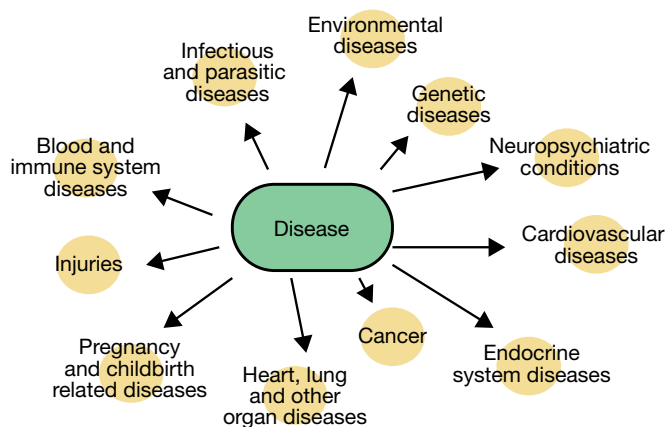 Environmental
diseases
Infectious
and parasitic
diseases
Genetic
diseases
Blood and
immune system
diseases
Neuropsychiatric
conditions
Disease
Cardiovascular
diseases
Injuries
Cancer
Pregnancy
and childbirth
related diseases
Heart, lung
and other
organ diseases
Endocrine
system diseases